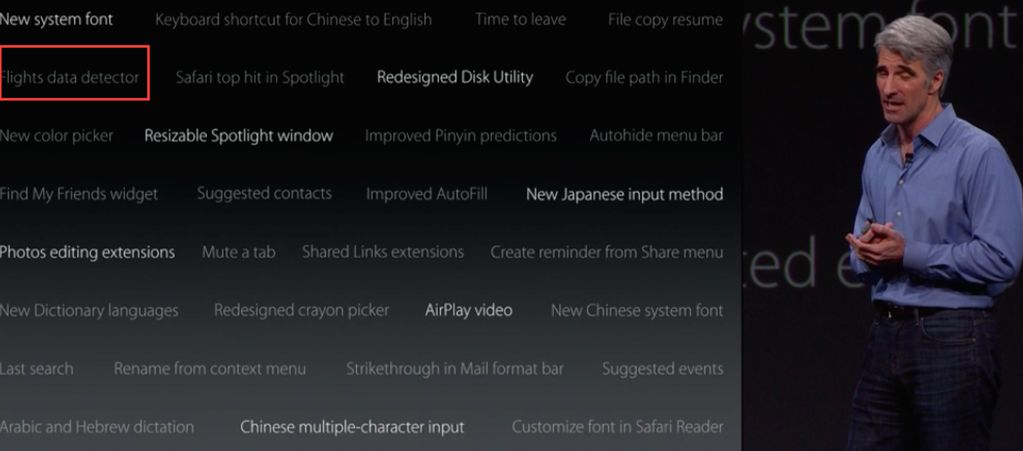 New system font Keyboard shortcut for Chinese to English Time to leave File copy resume
Flights data detector Safari top hit in Spotlight Redesigned Disk Utility Copy file path in Finder
New color picker Resizable Spotlight window Improved Pinyin predictions Autohide menu bar
Find My Friends widget Suggested contacts Improved AutoFill New Japanese input method
Photos editing extensions Mute a tab Shared Links extensions Create reminder from Share menu
New Dictionary languages Redesigned crayon picker AirPlay video New Chinese system font
Last search Rename from context menu Strikethrough in Mail format bar Suggested events
Arabic and Hebrew dictation Chinese multiple-character input Customize font in Safari Reader
ystem font
ted e